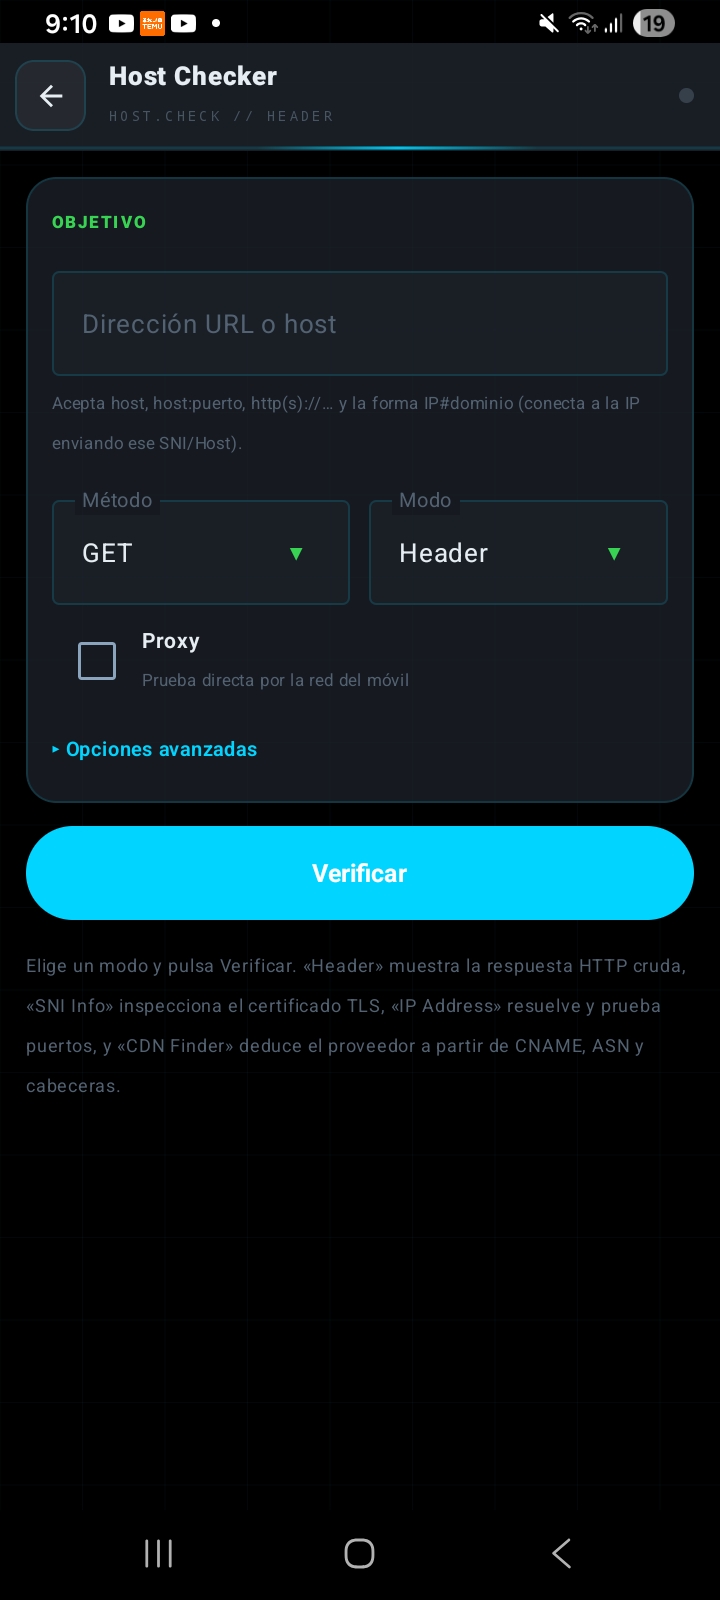 9:10
TEMU
19
Host Checker
HOST.CHECK // HEADER
OBJETIVO
Dirección URL o host
Acepta host, host:puerto, http(s)://… y la forma IP#dominio (conecta a la IP
enviando ese SNI/Host).
Método
Modo
GET
Header
Proxy
Prueba directa por la red del móvil
Opciones avanzadas
Verificar
Elige un modo y pulsa Verificar. «Header» muestra la respuesta HTTP cruda,
«SNI Info» inspecciona el certificado TLS, «IP Address» resuelve y prueba
puertos, y «CDN Finder» deduce el proveedor a partir de CNAME, ASN y
cabeceras.